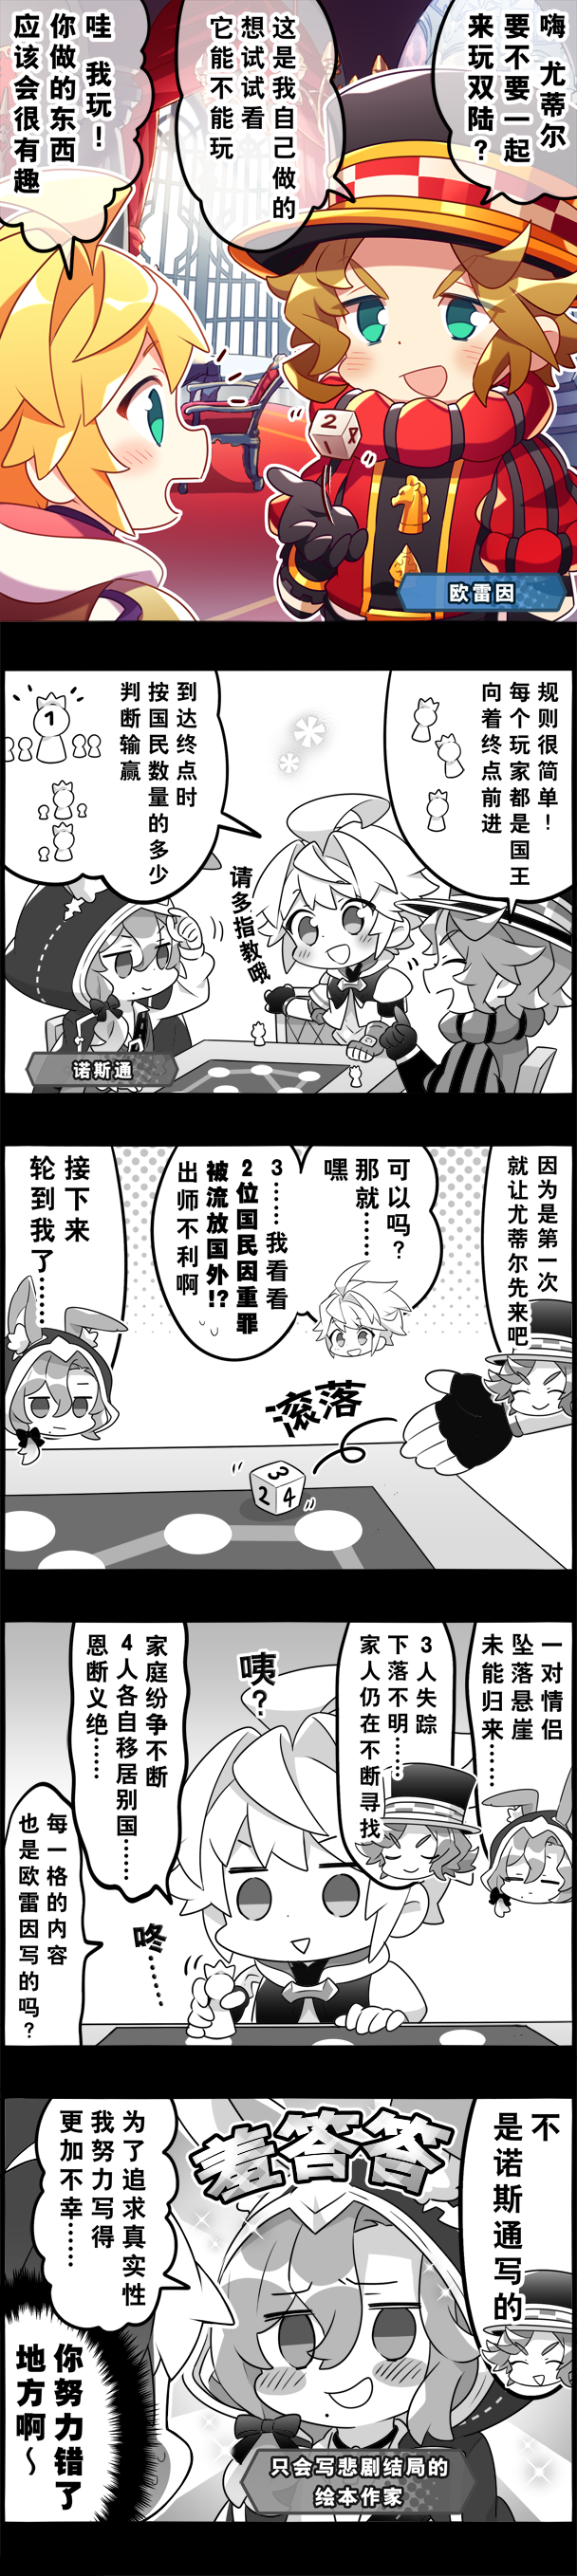 嗨 尤蒂尔
要不要一起
来玩双陆？
这是我自己做的
想试试看
它能不能玩
哇 我玩！
你做的东西
应该会很有趣
2
1
8
欧雷因
规则很简单！
每个玩家都是国王
向着终点前进
到达终点时
按国民数量的多少
判断输赢
1
请多指教哦
诺斯通
因为是第一次
就让尤蒂尔先来吧
可以吗？
那就……
嘿
3……我看看
2位国民因重罪
被流放国外!?
出师不利啊
接下来
轮到我了……
滚落
3
2 4
一对情侣
坠落悬崖
未能归来…
3人失踪
下落不明……
家人仍在不断寻找
咦？
家庭纷争不断
4人各自移居别国……
恩断义绝……
咚……
每一格的内容
也是欧雷因写的吗？
不
是诺斯通写的
羞答答
为了追求真实性
我努力写得
更加不幸……
你努力错了
地方啊～
只会写悲剧结局的
绘本作家